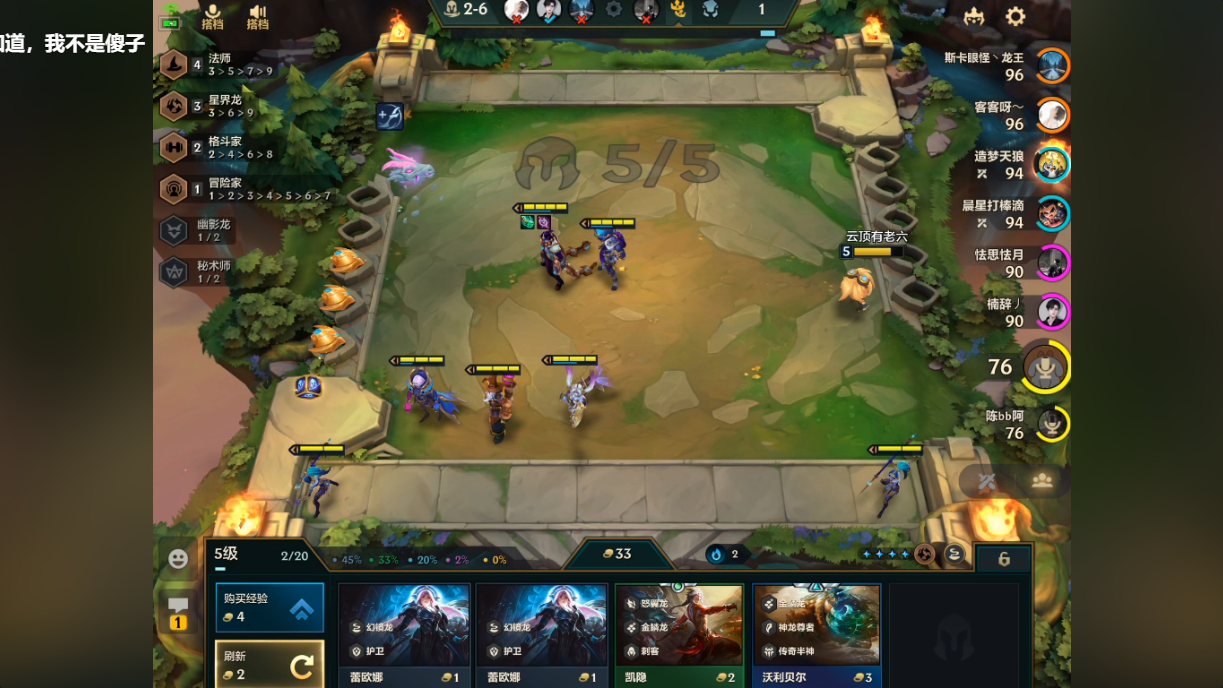 搭档
搭档
2-6
1
口道，我不是傻子
4 法师
3 > 5 > 7 > 9
3 星界龙
3 > 6 > 9
2 格斗家
2 > 4 > 6 > 8
1 冒险家
1 > 2 > 3 > 4 > 5 > 6 > 7
幽影龙
1 / 2
秘术师
1 / 2
5/5
云顶有老六
5
斯卡眼怪丶龙王
96
客客呀～
96
造梦天狼
94
晨星打棒滴
94
怯思怯月
90
楠辞丿
90
76
陈bb阿
76
5级
2/20
45% 33% 20% 2% 0%
33
2
6
购买经验
4
刷新
2
1
幻镜龙
护卫
蕾欧娜 1
幻镜龙
护卫
蕾欧娜 1
怒翼龙
金鳞龙
刺客
凯隐 2
金鳞龙
神龙尊者
传奇半神
沃利贝尔 3